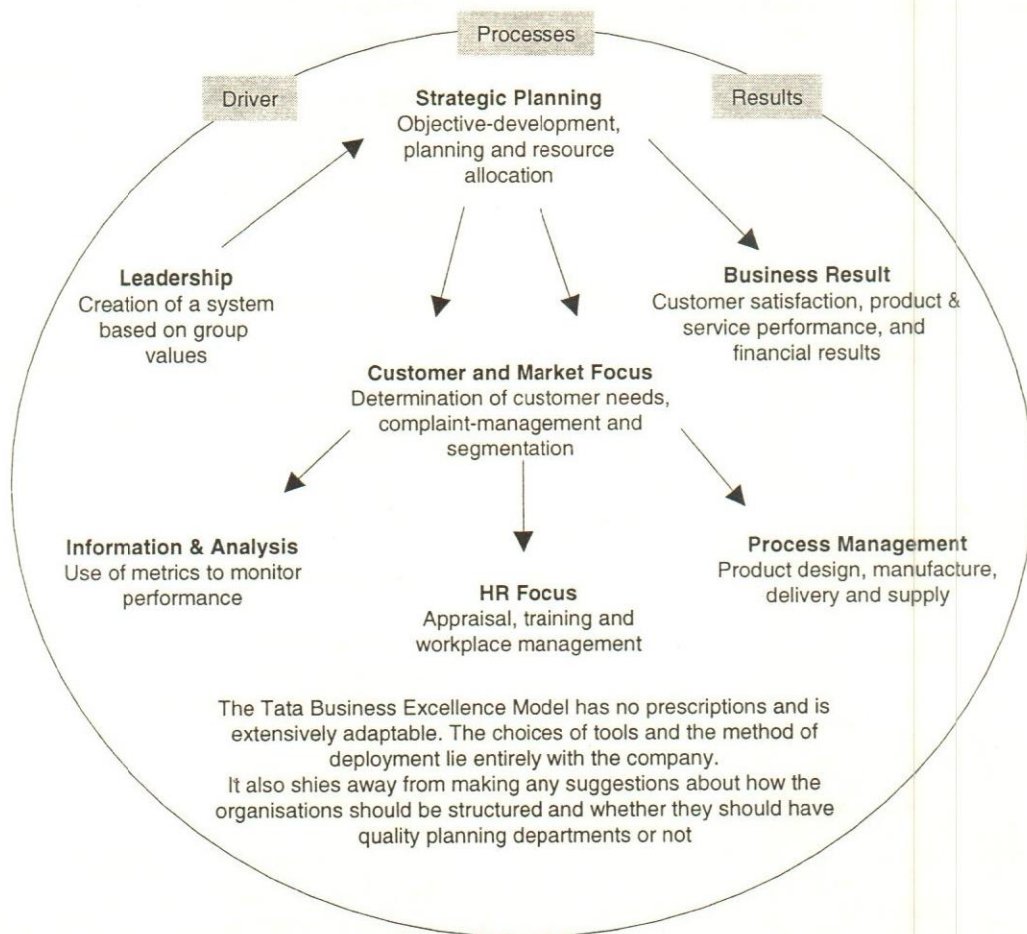 Processes
Driver
Results
Strategic Planning
Objective-development,
planning and resource
allocation
Leadership
Creation of a system
based on group
values
Business Result
Customer satisfaction, product &
service performance, and
financial results
Customer and Market Focus
Determination of customer needs,
complaint-management and
segmentation
Information & Analysis
Use of metrics to monitor
performance
HR Focus
Appraisal, training and
workplace management
Process Management
Product design, manufacture,
delivery and supply
The Tata Business Excellence Model has no prescriptions and is
extensively adaptable. The choices of tools and the method of
deployment lie entirely with the company.
It also shies away from making any suggestions about how the
organisations should be structured and whether they should have
quality planning departments or not